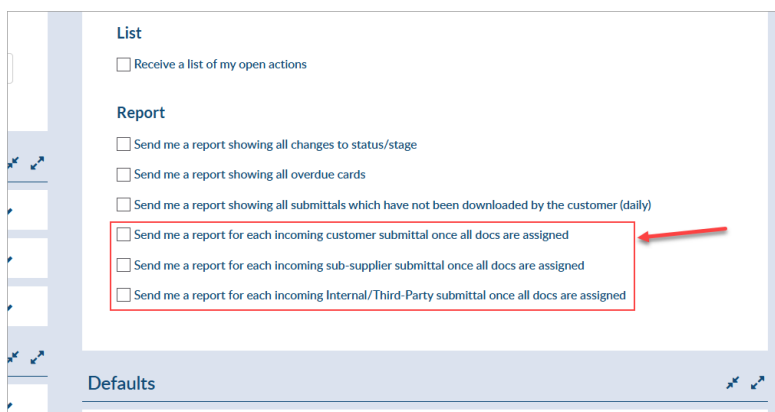 List
Receive a list of my open actions
Report
Send me a report showing all changes to status/stage
Send me a report showing all overdue cards
Send me a report showing all submittals which have not been downloaded by the customer (daily)
Send me a report for each incoming customer submittal once all docs are assigned
Send me a report for each incoming sub-supplier submittal once all docs are assigned
Send me a report for each incoming Internal/Third-Party submittal once all docs are assigned
Defaults